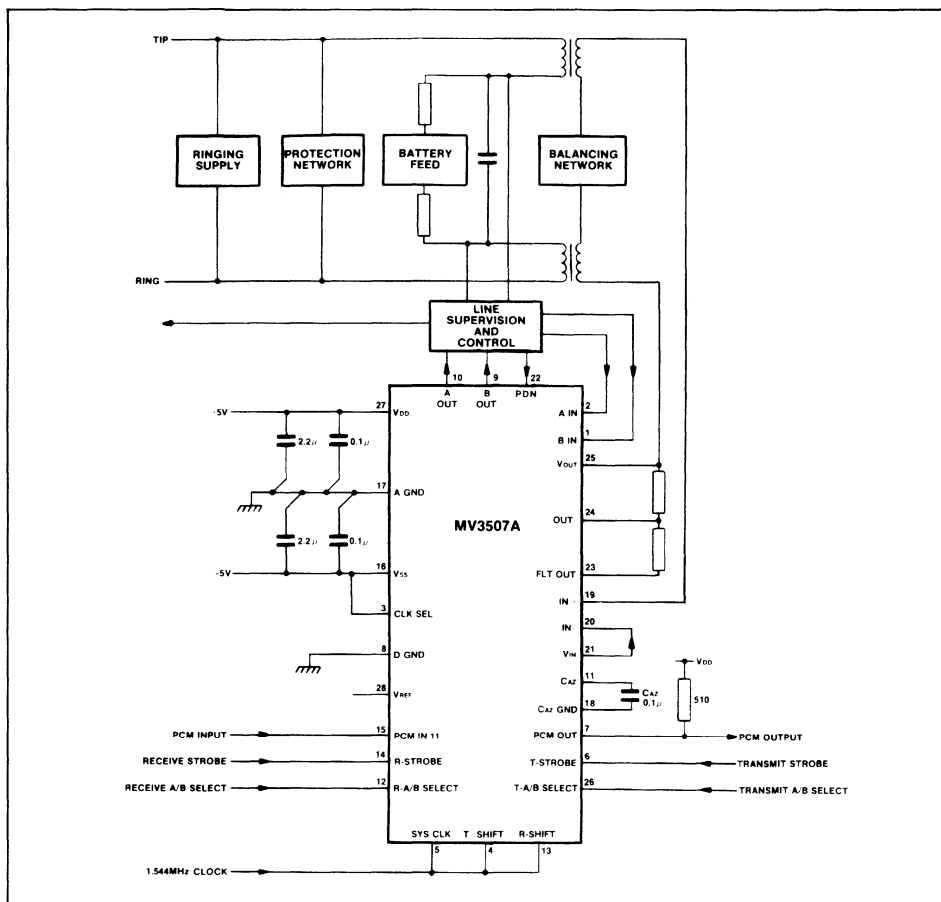 TIP
RINGING
SUPPLY
PROTECTION
NETWORK
BATTERY
FEED
BALANCING
NETWORK
RING
LINE
SUPERVISION
AND
CONTROL
10
9
22
A
OUT
B
OUT
PDN
-5V
27
VDD
2.2µ
0.1µ
17
A GND
2.2µ
0.1µ
-5V
16
VSS
3
CLK SEL
8
D GND
28
VREF
PCM INPUT
15
PCM IN 11
RECEIVE STROBE
14
R-STROBE
RECEIVE A/B SELECT
12
R-A/B SELECT
MV3507A
2
A IN
1
B IN
25
VOUT
24
OUT
23
FLT OUT
19
IN
20
IN
21
VIN
11
CAZ
CAZ
0.1µ
18
CAZ GND
VDD
510
7
PCM OUT
PCM OUTPUT
6
T-STROBE
TRANSMIT STROBE
26
T-A/B SELECT
TRANSMIT A/B SELECT
SYS CLK
T SHIFT
R-SHIFT
5
4
13
1.544MHz CLOCK